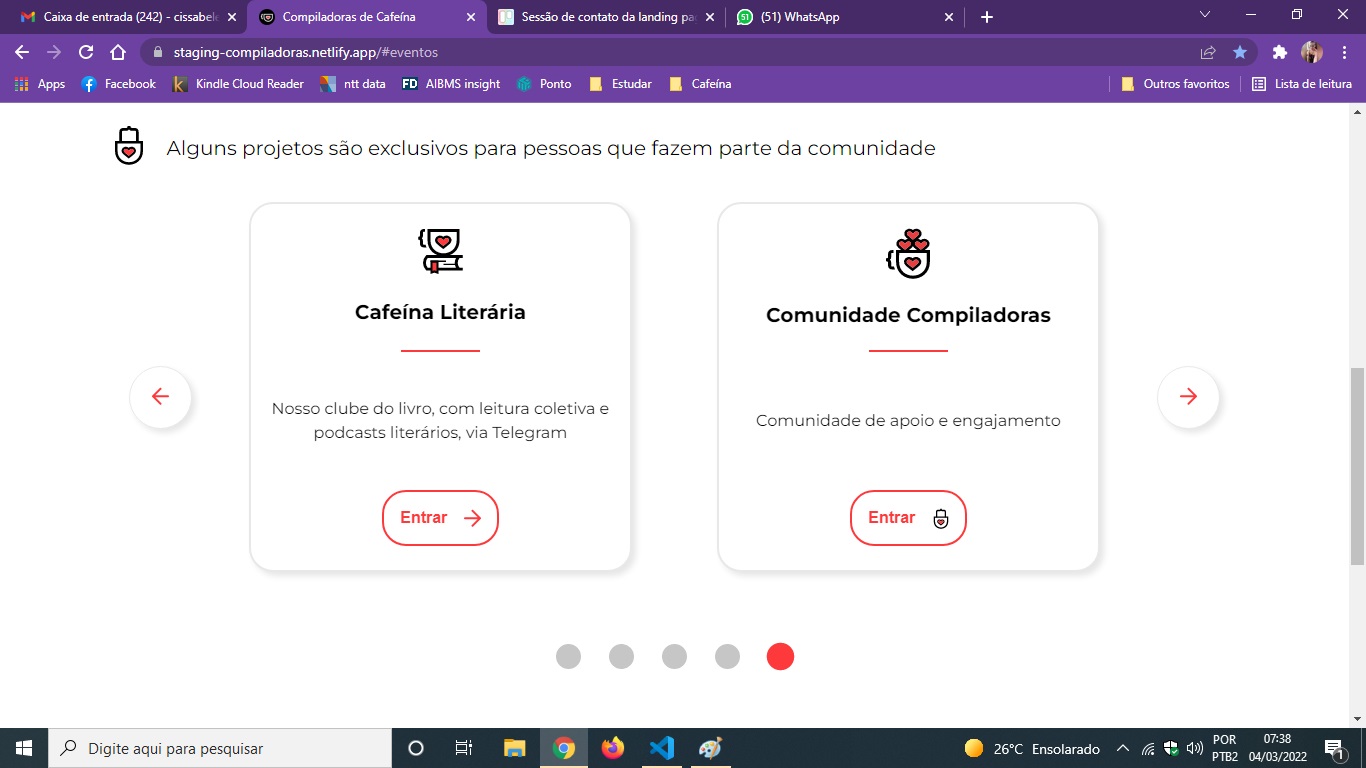 Caixa de entrada (242) - cissabele
Compiladoras de Cafeína
Sessão de contato da landing pag
(51) WhatsApp
staging-compiladoras.netlify.app/#eventos
Apps
Facebook
Kindle Cloud Reader
ntt data
FD
AIBMS insight
Ponto
Estudar
Cafeína
Outros favoritos
Lista de leitura
Alguns projetos são exclusivos para pessoas que fazem parte da comunidade
Cafeína Literária
Nosso clube do livro, com leitura coletiva e
podcasts literários, via Telegram
Entrar
Comunidade Compiladoras
Comunidade de apoio e engajamento
Entrar
Digite aqui para pesquisar
26°C Ensolarado
POR
PTB2
07:38
04/03/2022
1